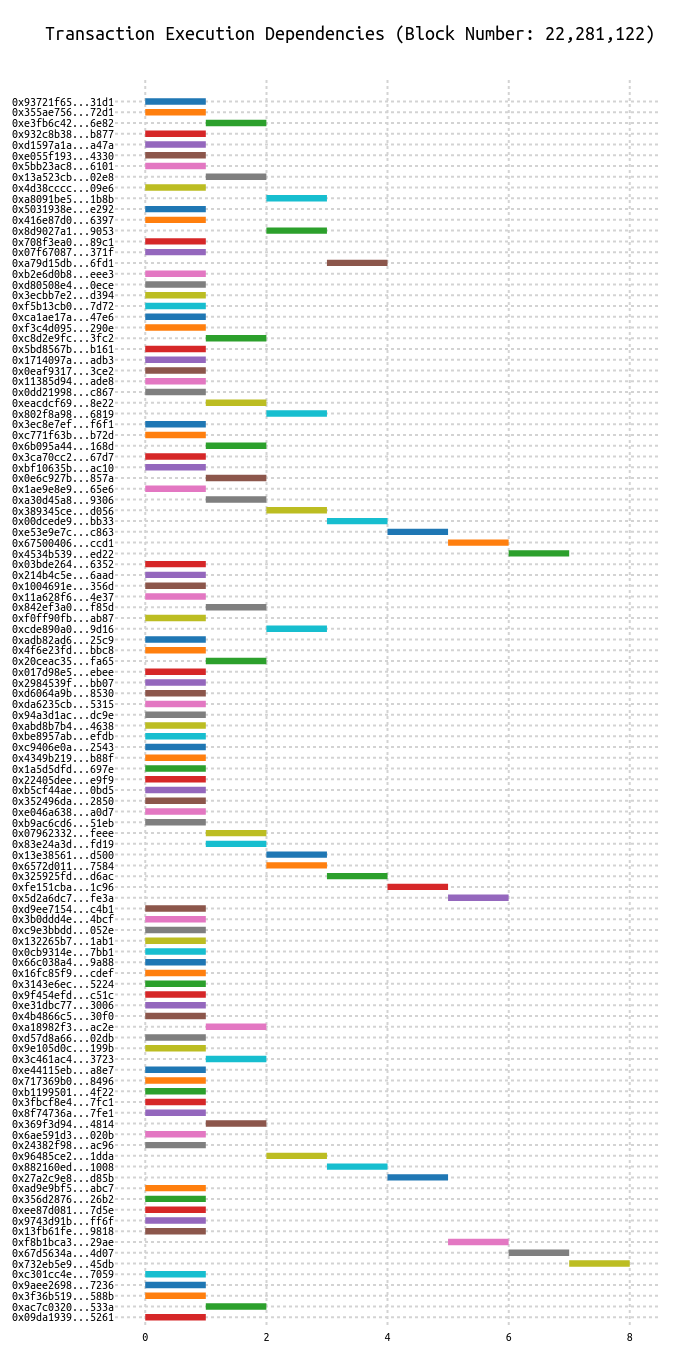 Transaction Execution Dependencies (Block Number: 22,281,122)
0x93721f65...31d1
0x355ae756...72d1
0xe3fb6c42...6e82
0x932c8b38...b877
0xd1597a1a...a47a
0xe055f193...4330
0x5bb23ac8...6101
0x13a523cb...02e8
0x4d38cccc...09e6
0xa8091be5...1b8b
0x5031938e...e292
0x416e87d0...6397
0x8d9027a1...9053
0x708f3ea0...89c1
0x07f67087...371f
0xa79d15db...6fd1
0xb2e6d0b8...eee3
0xd80508e4...0ece
0x3ecbb7e2...d394
0xf5b13cb0...7d72
0xca1ae17a...47e6
0xf3c4d095...290e
0xc8d2e9fc...3fc2
0x5bd8567b...b161
0x1714097a...adb3
0x0eaf9317...3ce2
0x11385d94...ade8
0x0dd21998...c867
0xeacdcf69...8e22
0x802f8a98...6819
0x3ec8e7ef...f6f1
0xc771f63b...b72d
0x6b095a44...168d
0x3ca70cc2...67d7
0xbf10635b...ac10
0x0e6c927b...857a
0x1ae9e8e9...65e6
0xa30d45a8...9306
0x389345ce...d056
0x00dcede9...bb33
0xe53e9e7c...c863
0x67500406...ccd1
0x4534b539...ed22
0x03bde264...6352
0x214b4c5e...6aad
0x1004691e...356d
0x11a628f6...4e37
0x842ef3a0...f85d
0xf0ff90fb...ab87
0xcde890a0...9d16
0xadb82ad6...25c9
0x4f6e23fd...bbc8
0x20ceac35...fa65
0x017d98e5...ebee
0x2984539f...bb07
0xd6064a9b...8530
0xda6235cb...5315
0x94a3d1ac...dc9e
0xabd8b7b4...4638
0xbe8957ab...efdb
0xc9406e0a...2543
0x4349b219...b88f
0x1a5d5dfd...697e
0x22405dee...e9f9
0xb5cf44ae...0bd5
0x352496da...2850
0xe046a638...a0d7
0xb9ac6cd6...51eb
0x07962332...feee
0x83e24a3d...fd19
0x13e38561...d500
0x6572d011...7584
0x325925fd...d6ac
0xfe151cba...1c96
0x5d2a6dc7...fe3a
0xd9ee7154...c4b1
0x3b0ddd4e...4bcf
0xc9e3bbdd...052e
0x132265b7...1ab1
0x0cb9314e...7bb1
0x66c038a4...9a88
0x16fc85f9...cdef
0x3143e6ec...5224
0x9f454efd...c51c
0xe31dbc77...3006
0x4b4866c5...30f0
0xa18982f3...ac2e
0xd57d8a66...02db
0x9e105d0c...199b
0x3c461ac4...3723
0xe44115eb...a8e7
0x717369b0...8496
0xb1199501...4f22
0x3fbcf8e4...7fc1
0x8f74736a...7fe1
0x369f3d94...4814
0x6ae591d3...020b
0x24382f98...ac96
0x96485ce2...1dda
0x882160ed...1008
0x27a2c9e8...d85b
0xad9e9bf5...abc7
0x356d2876...26b2
0xee87d081...7d5e
0x9743d91b...ff6f
0x13fb61fe...9818
0xf8b1bca3...29ae
0x67d5634a...4d07
0x732eb5e9...45db
0xc301cc4e...7059
0x9aee2698...7236
0x3f36b519...588b
0xac7c0320...533a
0x09da1939...5261
0 2 4 6 8